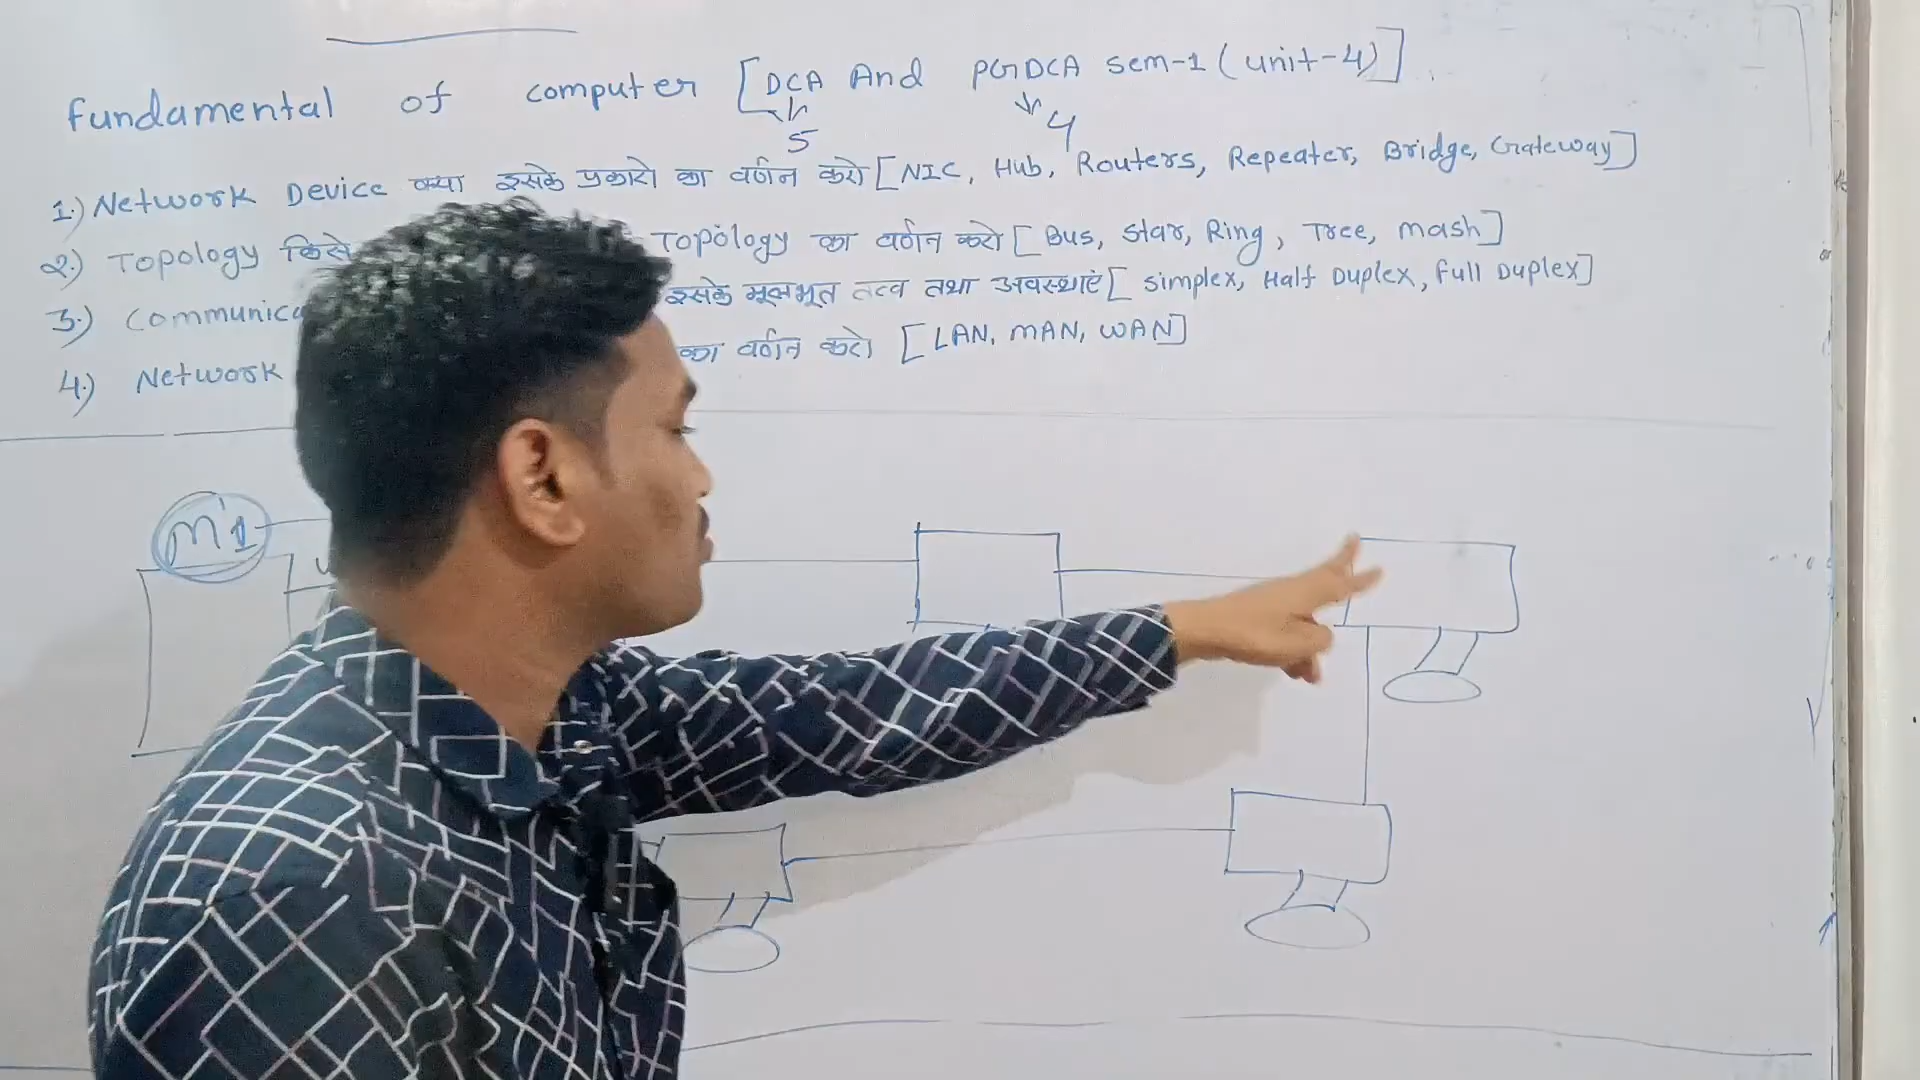 fundamental of computer [DCA And PGDCA sem-1 (unit-4)]
5 4
1.) Network Device क्या इसके प्रकारो का वर्णन करो [NIC, Hub, Routers, Repeater, Bridge, Gateway]
2.) Topology किसे Topology का वर्णन करो [Bus, Star, Ring, Tree, mash]
3.) इसके मूलभूत तत्व तथा अवस्थाएं [simplex, Half Duplex, full Duplex]
4.) Network का वर्णन करो [LAN, MAN, WAN]